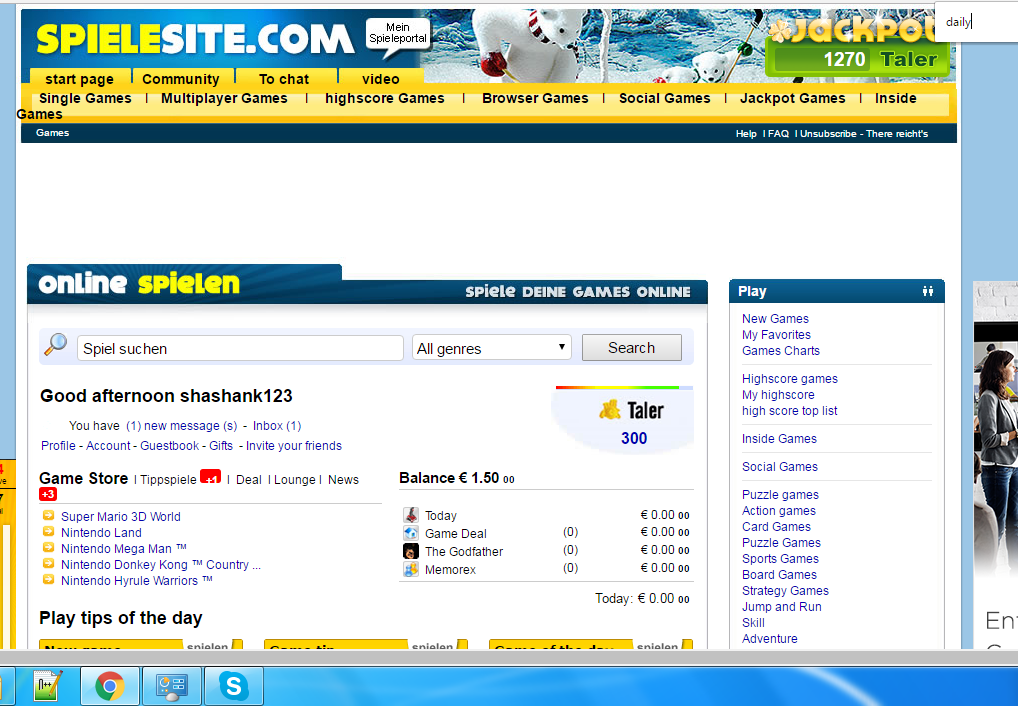 daily
SPIELESITE.COM
Mein
Spieleportal
JACKPOT
1270 Taler
start page Community To chat video
Single Games | Multiplayer Games | highscore Games | Browser Games | Social Games | Jackpot Games | Inside
Games
Games
Help | FAQ | Unsubscribe - There reicht's
online spielen
SPIELE DEINE GAMES ONLINE
Spiel suchen
All genres
Search
Good afternoon shashank123
You have (1) new message (s) - Inbox (1)
Profile - Account - Guestbook - Gifts - Invite your friends
Taler
300
Game Store | Tippspiele +1 | Deal | Lounge | News
+3
Super Mario 3D World
Nintendo Land
Nintendo Mega Man ™
Nintendo Donkey Kong ™ Country ...
Nintendo Hyrule Warriors ™
Balance € 1.50 00
Today € 0.00 00
Game Deal (0) € 0.00 00
The Godfather (0) € 0.00 00
Memorex (0) € 0.00 00
Today: € 0.00 00
Play tips of the day
New game spielen
Game tip spielen
Game of the day spielen
Play
New Games
My Favorites
Games Charts
Highscore games
My highscore
high score top list
Inside Games
Social Games
Puzzle games
Action games
Card Games
Puzzle Games
Sports Games
Board Games
Strategy Games
Jump and Run
Skill
Adventure